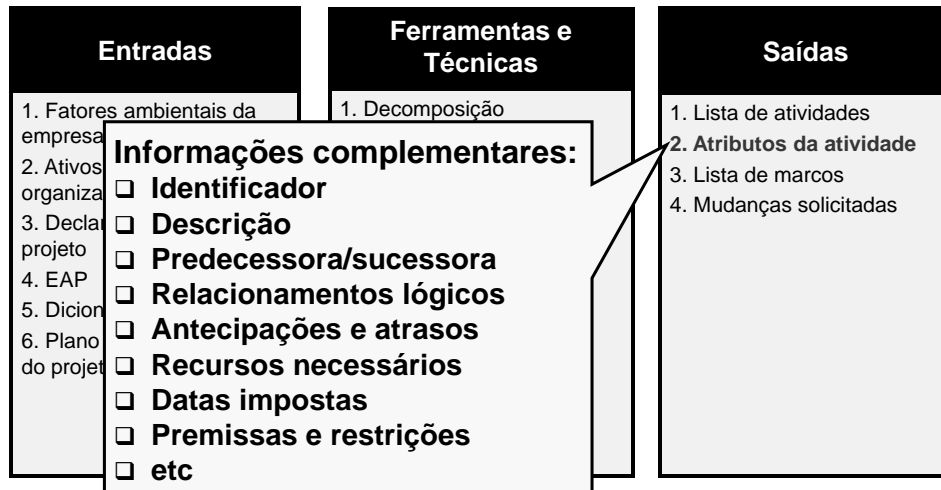 Entradas
1. Fatores ambientais da
empresa
2. Ativos
3. Declar
projeto
4. EAP
5. Dicion
6. Plano
do projet
Ferramentas e
Técnicas
1. Decomposição
Informações complementares:
❑ Identificador
❑ Descrição
❑ Predecessora/sucessora
❑ Relacionamentos lógicos
❑ Antecipações e atrasos
❑ Recursos necessários
❑ Datas impostas
❑ Premissas e restrições
❑ etc
Saídas
1. Lista de atividades
2. Atributos da atividade
3. Lista de marcos
4. Mudanças solicitadas